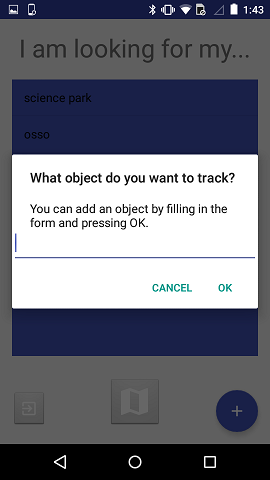 1:43
I am looking for my...
science park
osso
What object do you want to track?
You can add an object by filling in the
form and pressing OK.
CANCEL OK